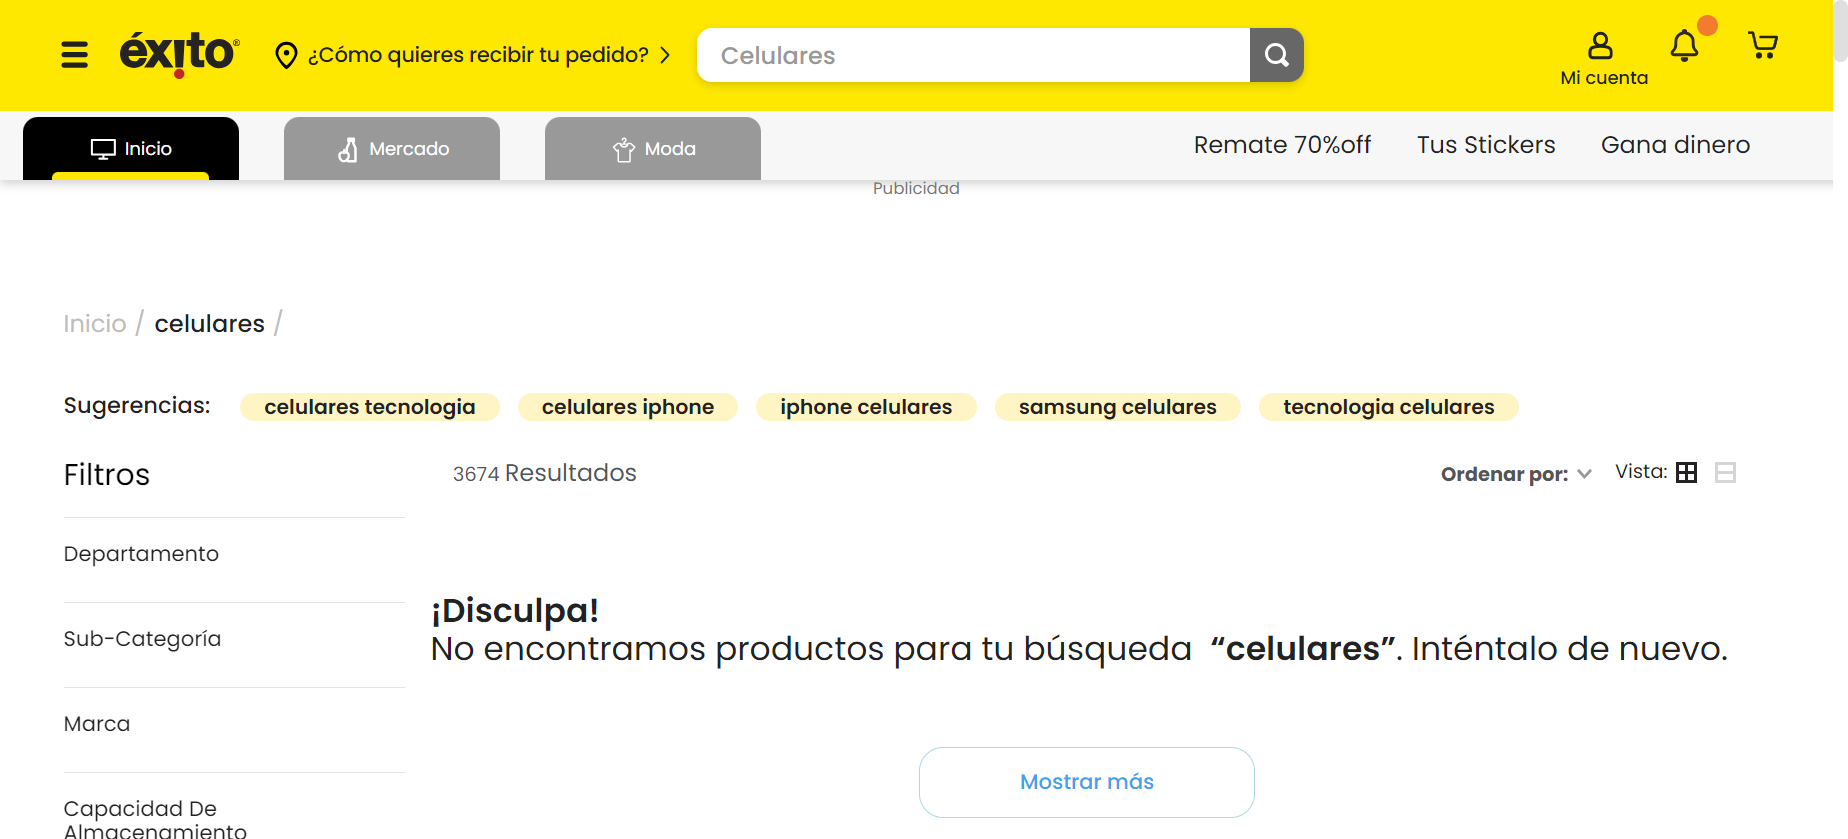 éxito®
¿Cómo quieres recibir tu pedido?
Celulares
Mi cuenta
Inicio
Mercado
Moda
Remate 70%off
Tus Stickers
Gana dinero
Publicidad
Inicio / celulares /
Sugerencias:
celulares tecnologia
celulares iphone
iphone celulares
samsung celulares
tecnologia celulares
Filtros
3674 Resultados
Ordenar por:
Vista:
Departamento
Sub-Categoría
Marca
Capacidad De
Almacenamiento
¡Disculpa!
No encontramos productos para tu búsqueda “celulares”. Inténtalo de nuevo.
Mostrar más